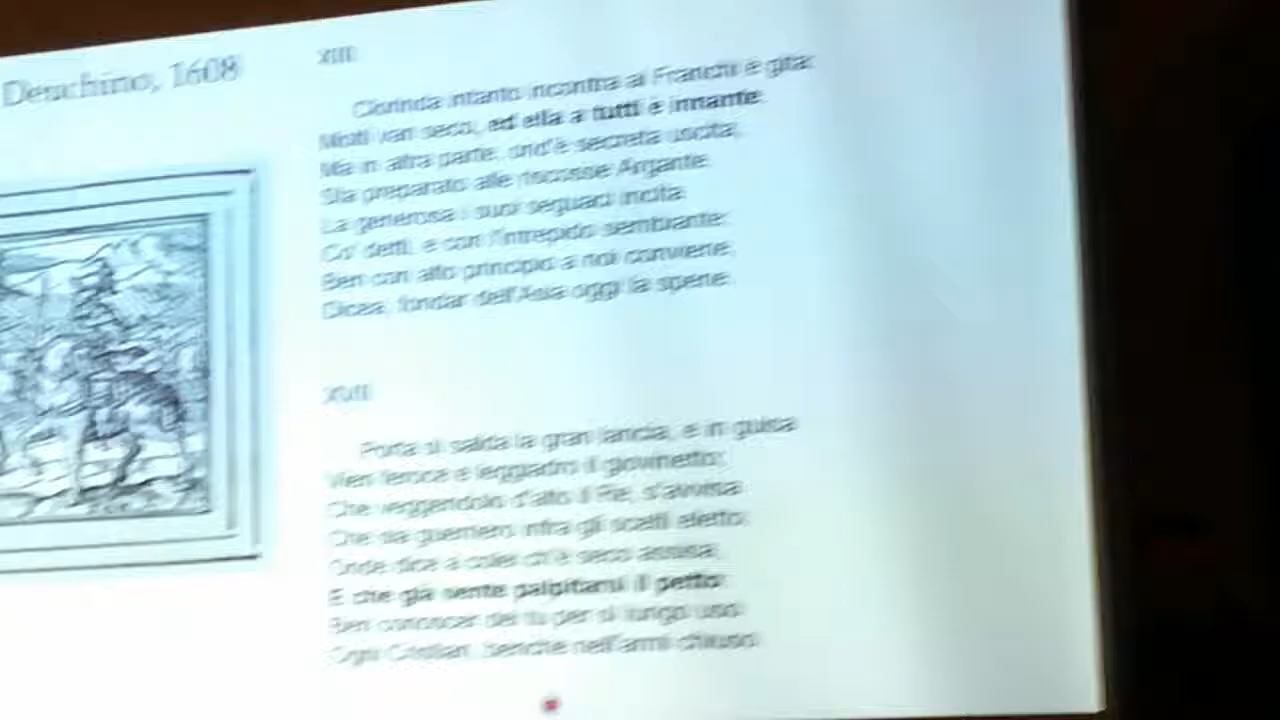 Deuchino, 1608
XIII
Clorinda intanto incontra ai Franchi è gita:
Molti van seco, ed ella a tutti è innante.
Ma in altra parte, ond'è secreta uscita,
Sta preparato alle riscosse Argante.
La generosa i suoi seguaci incita
Co' detti, e con l'intrepido sembiante:
Ben con alto principio a noi conviene,
Dicea, fondar dell'Asia oggi la spene.
XVII
Porta sì salda la gran lancia, e in guisa
Vien feroce e leggiadro il giovinetto;
Che veggendolo d'alto il Re, s'avvisa
Che sia guerriero infra gli scelti eletto.
Onde dice a colei ch'è seco assisa,
E che già sente palpitarsi il petto:
Ben conoscer dei tu per sì lungo uso
Ogni Cristian, benchè nell'armi chiuso.